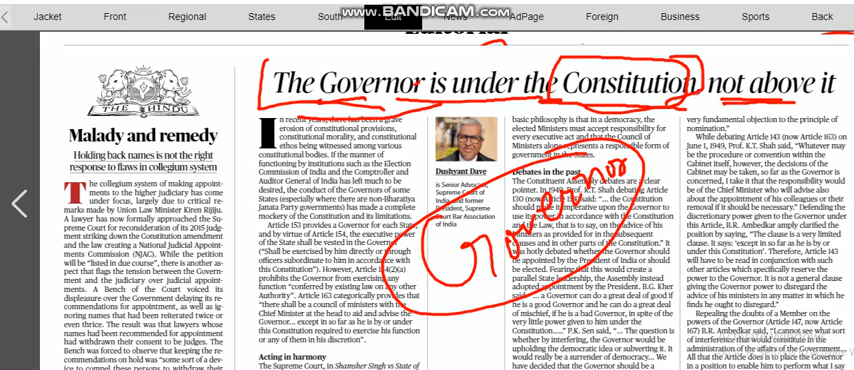 Jacket Front Regional States South Edit News AdPage Foreign Business Sports Back
www.BANDICAM.com
Editorial
THE HINDU
Malady and remedy
Holding back names is not the right
response to flaws in collegium system
The collegium system of making appoint-
ments to the higher judiciary has come
under focus, largely due to critical re-
marks made by Union Law Minister Kiren Rijiju.
A lawyer has now formally approached the Su-
preme Court for reconsideration of its 2015 judg-
ment striking down the Constitution amendment
and the law creating a National Judicial Appoint-
ments Commission (NJAC). While the petition
will be "listed in due course", there is another as-
pect that flags the tension between the Govern-
ment and the judiciary over judicial appoint-
ments. A Bench of the Court voiced its
displeasure over the Government delaying its rec-
ommendations for appointment, as well as ig-
noring names that had been reiterated twice or
even thrice. The result was that lawyers whose
names had been recommended for appointment
had withdrawn their consent to be judges. The
Bench was forced to observe that keeping the re-
commendations on hold was "some sort of a de-
vice to compel these persons to withdraw their
The Governor is under the Constitution, not above it
In recent years, there has been a grave
erosion of constitutional provisions,
constitutional morality, and constitutional
ethos being witnessed among various
constitutional bodies. If the manner of
functioning by institutions such as the Election
Commission of India and the Comptroller and
Auditor General of India has left much to be
desired, the conduct of the Governors of some
States (especially where there are non-Bharatiya
Janata Party governments) has made a complete
mockery of the Constitution and its limitations.
Article 153 provides a Governor for each State,
and by virtue of Article 154, the executive power
of the State shall be vested in the Governor
("Shall be exercised by him directly or through
officers subordinate to him in accordance with
this Constitution"). However, Article 154(2)(a)
prohibits the Governor from exercising any
function "conferred by existing law on any other
Authority". Article 163 categorically provides that
"there shall be a council of ministers with the
Chief Minister at the head to aid and advise the
Governor... except in so far as he is by or under
this Constitution required to exercise his function
or any of them in his discretion".
Acting in harmony
The Supreme Court, in Shamsher Singh vs State of
Dushyant Dave
is Senior Advocate,
Supreme Court of
India, and former
President, Supreme
Court Bar Association
of India
Governor
basic philosophy is that in a democracy, the
elected Ministers must accept responsibility for
every executive act and that the Council of
Ministers alone represents a responsible form of
government in the States.
Debates in the past
The Constituent Assembly debates are a clear
pointer. In 1949, Prof. K.T. Shah debating Article
130 (now Article 153) said: "... the Constitution
should make it imperative upon the Governor to
use his power in accordance with the Constitution
and the Law, that is to say, on the advice of his
Ministers as provided for in the subsequent
clauses and in other parts of the Constitution." It
was hotly debated whether the Governor should
be appointed by the President of India or should
be elected. Fearing that this would create a
parallel State leadership, the Assembly instead
adopted appointment by the President. B.G. Kher
said: "... a Governor can do a great deal of good if
he is a good Governor and he can do a great deal
of mischief, if he is a bad Governor, in spite of the
very little power given to him under the
Constitution....." P.K. Sen said, "... The question
is whether by interfering, the Governor would be
upholding the democratic idea or subverting it. It
would really be a surrender of democracy... We
have decided that the Governor should be a
very fundamental objection to the principle of
nomination."
While debating Article 143 (now Article 163) on
June 1, 1949, Prof. K.T. Shah said, "Whatever may
be the procedure or convention within the
Cabinet itself, however, the decisions of the
Cabinet may be taken, so far as the Governor is
concerned, I take it that the responsibility would
be of the Chief Minister who will advise also
about the appointment of his colleagues or their
removal if it should be necessary." Defending the
discretionary power given to the Governor under
this Article, B.R. Ambedkar amply clarified the
position by saying, "The clause is a very limited
clause. It says: 'except in so far as he is by or
under this Constitution'. Therefore, Article 143
will have to be read in conjunction with such
other articles which specifically reserve the
power to the Governor. It is not a general clause
giving the Governor power to disregard the
advice of his ministers in any matter in which he
finds he ought to disregard."
Repeating the doubts of a Member on the
powers of the Governor (Article 147, now Article
167) B.R. Ambedkar said, "I cannot see what sort
of interference that would constitute in the
administration of the affairs of the Government...
All that the Article does is to place the Governor
in a position to enable him to perform what I say